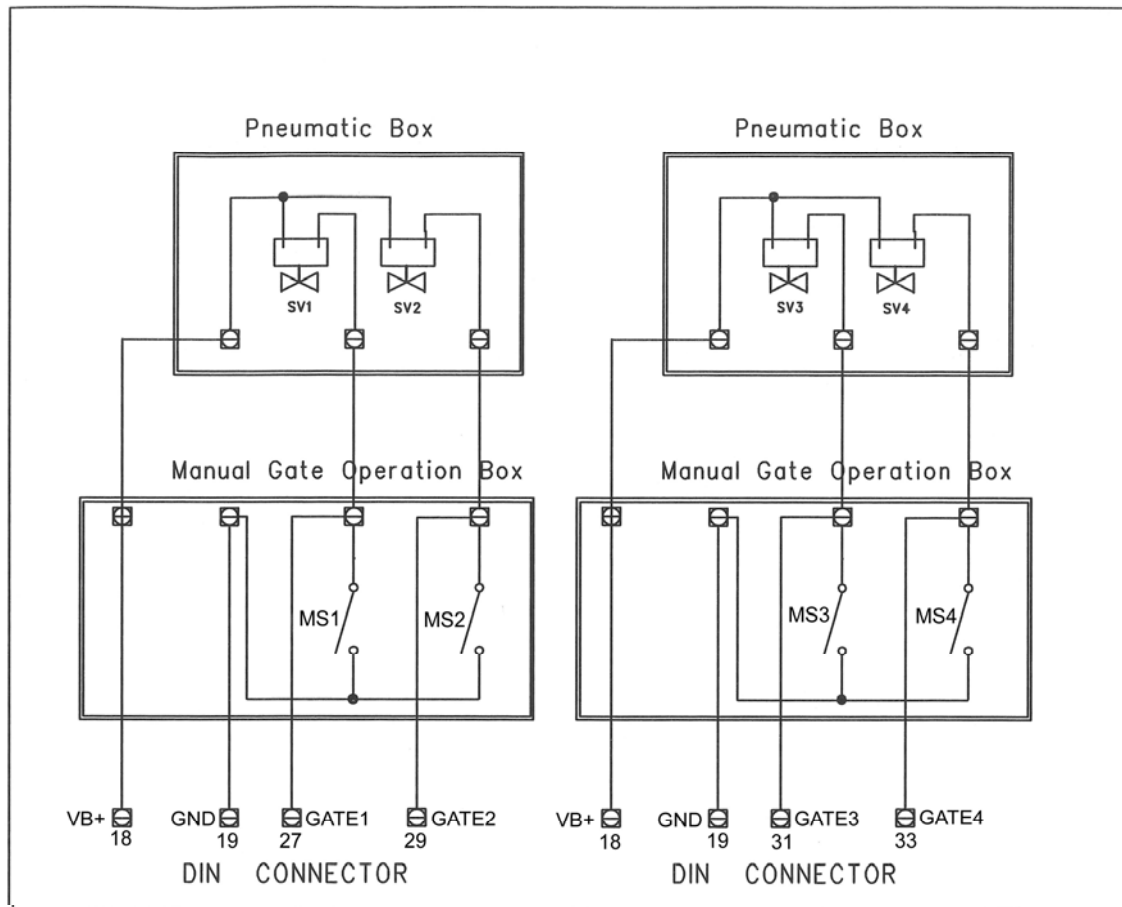 Pneumatic Box
Pneumatic Box
SV1
SV2
SV3
SV4
Manual Gate Operation Box
Manual Gate Operation Box
MS1
MS2
MS3
MS4
VB+
GND
GATE1
GATE2
VB+
GND
GATE3
GATE4
18
19
27
29
18
19
31
33
DIN CONNECTOR
DIN CONNECTOR